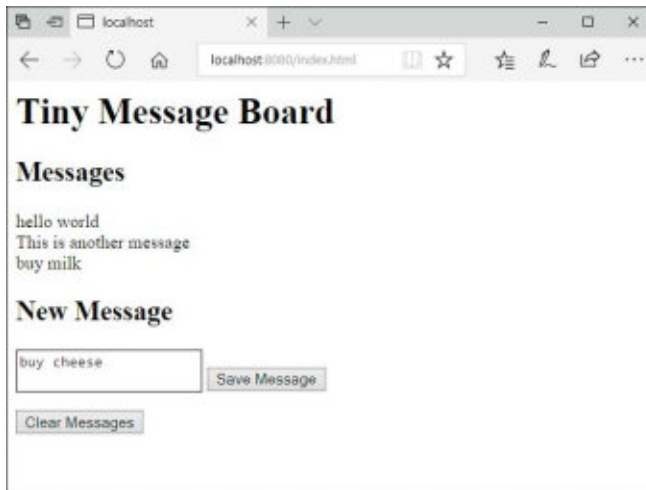 localhost
localhost:8080/index.html
Tiny Message Board
Messages
hello world
This is another message
buy milk
New Message
buy cheese
Save Message
Clear Messages